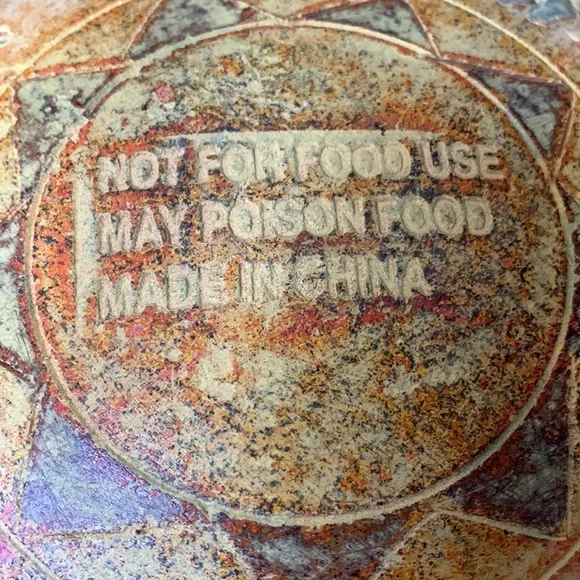 NOT FOR FOOD USE
MAY POISON FOOD
MADE IN CHINA